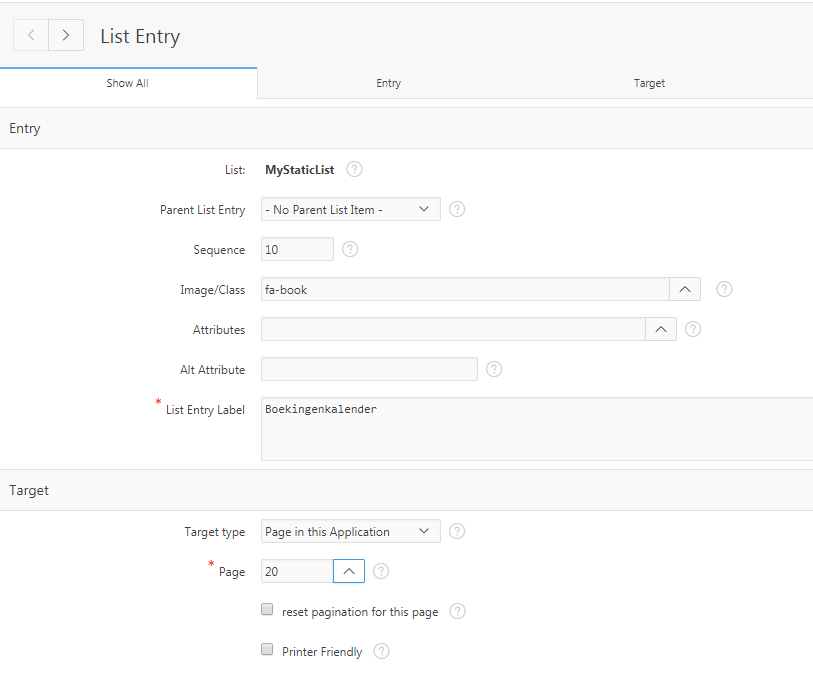 List Entry
Show All Entry Target
Entry
List: MyStaticList ?
Parent List Entry - No Parent List Item - ?
Sequence 10 ?
Image/Class fa-book ?
Attributes ?
Alt Attribute ?
* List Entry Label Boekingenkalender
Target
Target type Page in this Application ?
* Page 20 ?
reset pagination for this page ?
Printer Friendly ?